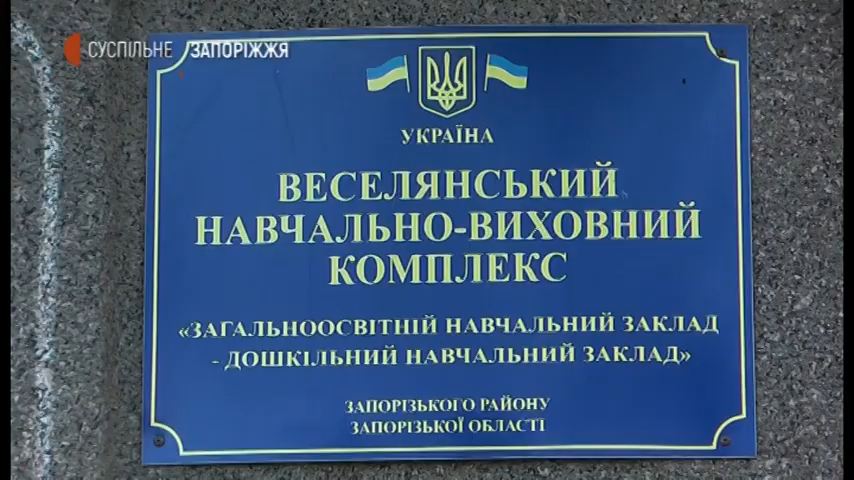 СУСПІЛЬНЕ ЗАПОРІЖЖЯ
УКРАЇНА
ВЕСЕЛЯНСЬКИЙ
НАВЧАЛЬНО-ВИХОВНИЙ
КОМПЛЕКС
«ЗАГАЛЬНООСВІТНІЙ НАВЧАЛЬНИЙ ЗАКЛАД
- ДОШКІЛЬНИЙ НАВЧАЛЬНИЙ ЗАКЛАД»
ЗАПОРІЗЬКОГО РАЙОНУ
ЗАПОРІЗЬКОЇ ОБЛАСТІ